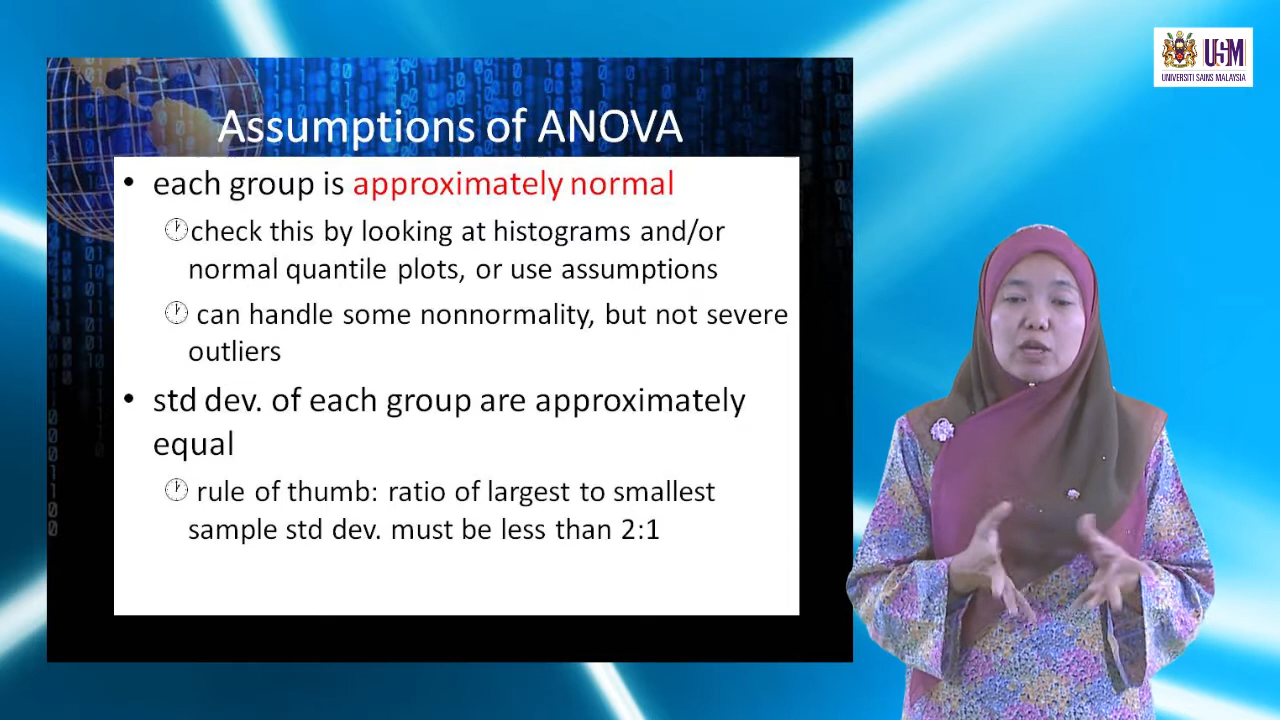 USM
UNIVERSITI SAINS MALAYSIA
Assumptions of ANOVA
• each group is approximately normal
check this by looking at histograms and/or
normal quantile plots, or use assumptions
can handle some nonnormality, but not severe
outliers
• std dev. of each group are approximately
equal
rule of thumb: ratio of largest to smallest
sample std dev. must be less than 2:1